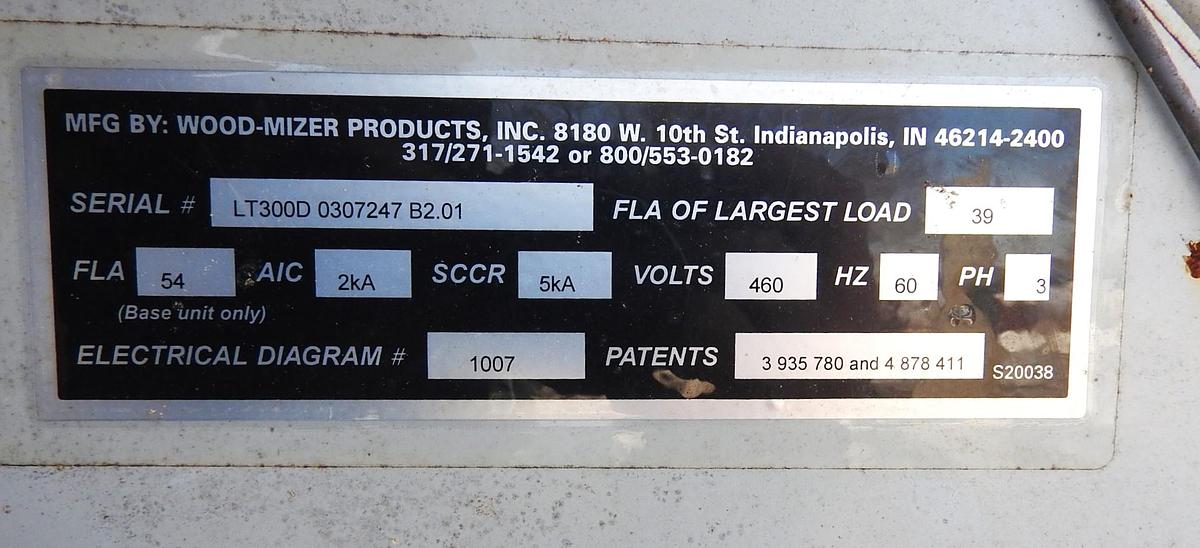 MFG BY: WOOD-MIZER PRODUCTS, INC. 8180 W. 10th St. Indianapolis, IN 46214-2400
317/271-1542 or 800/553-0182
SERIAL # LT300D 0307247 B2.01 FLA OF LARGEST LOAD 39
FLA 54 AIC 2kA SCCR 5kA VOLTS 460 HZ 60 PH 3
(Base unit only)
ELECTRICAL DIAGRAM # 1007 PATENTS 3 935 780 and 4 878 411 S20038